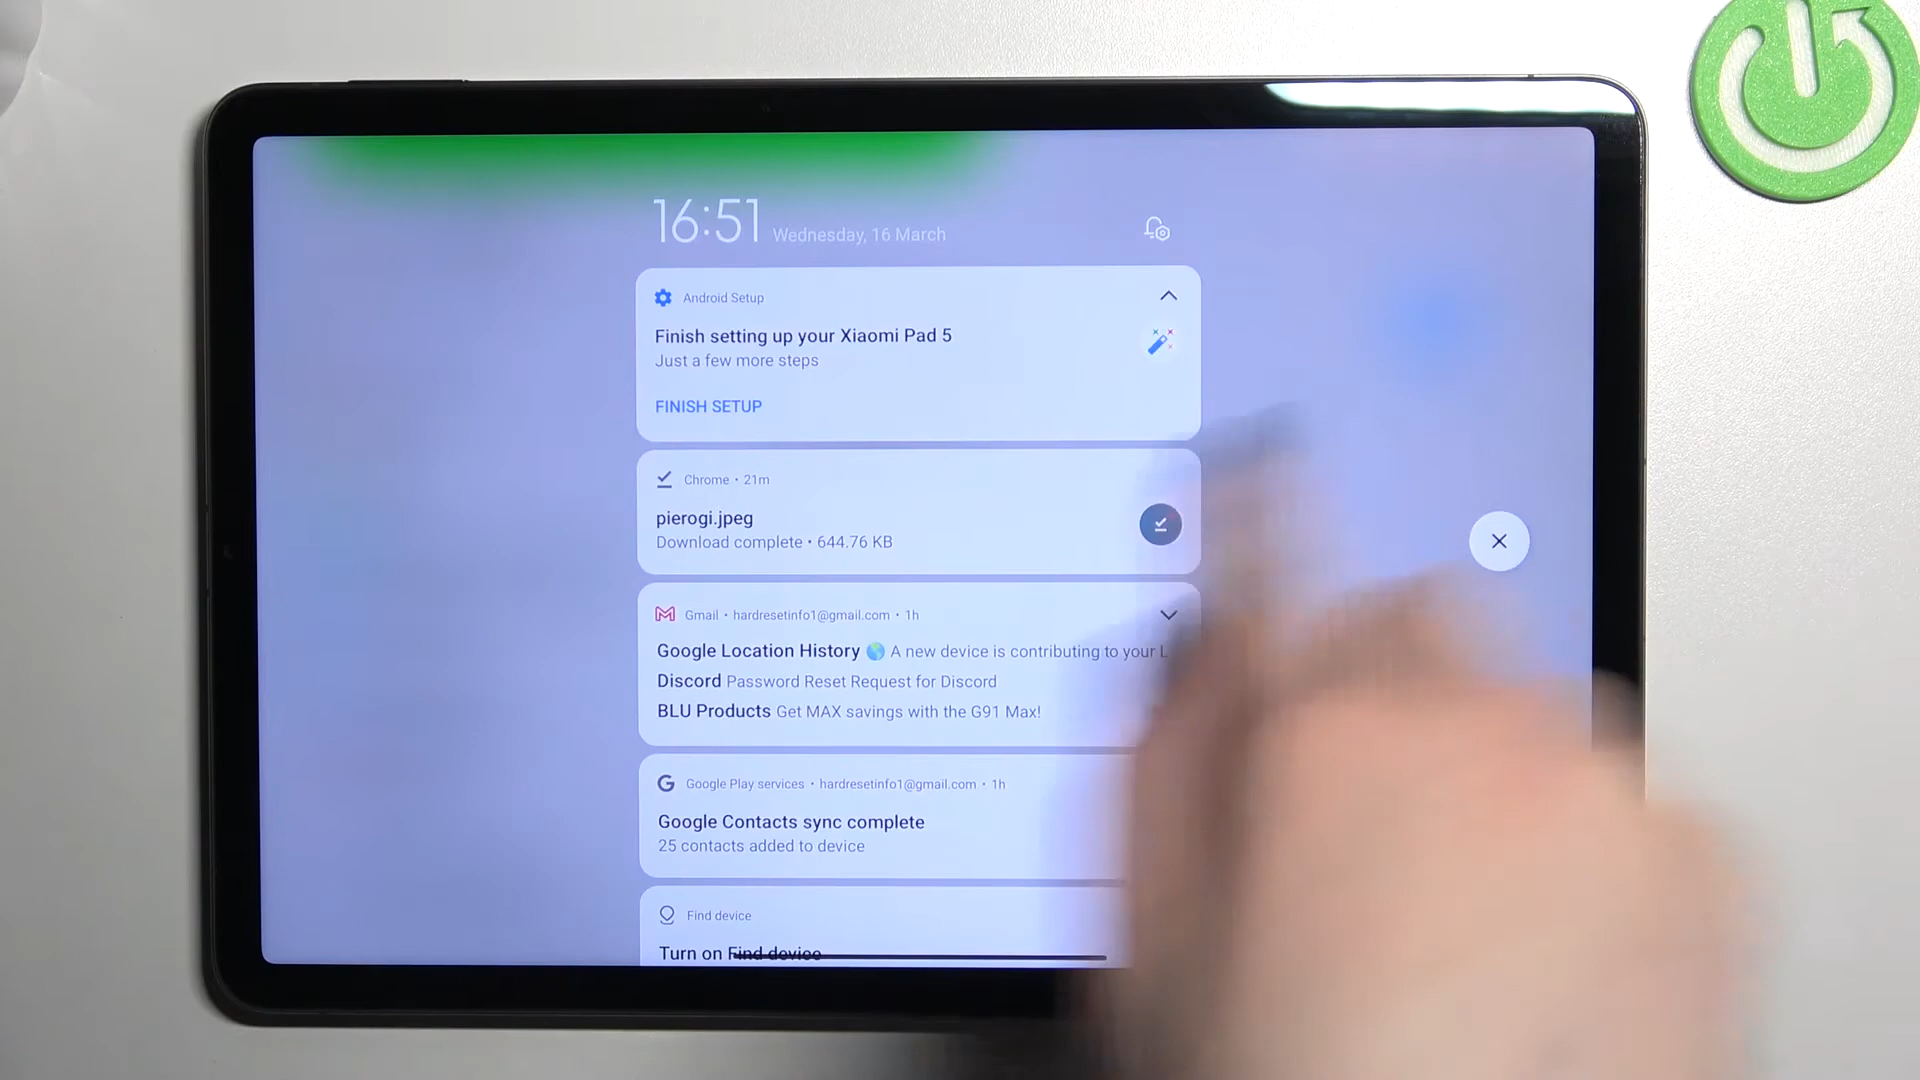 16:51 Wednesday, 16 March
Android Setup
Finish setting up your Xiaomi Pad 5
Just a few more steps
FINISH SETUP
Chrome • 21m
pierogi.jpeg
Download complete • 644.76 KB
Gmail • hardresetinfo1@gmail.com • 1h
Google Location History 🌍 A new device is contributing to your L
Discord Password Reset Request for Discord
BLU Products Get MAX savings with the G91 Max!
Google Play services • hardresetinfo1@gmail.com • 1h
Google Contacts sync complete
25 contacts added to device
Find device
Turn on Find device